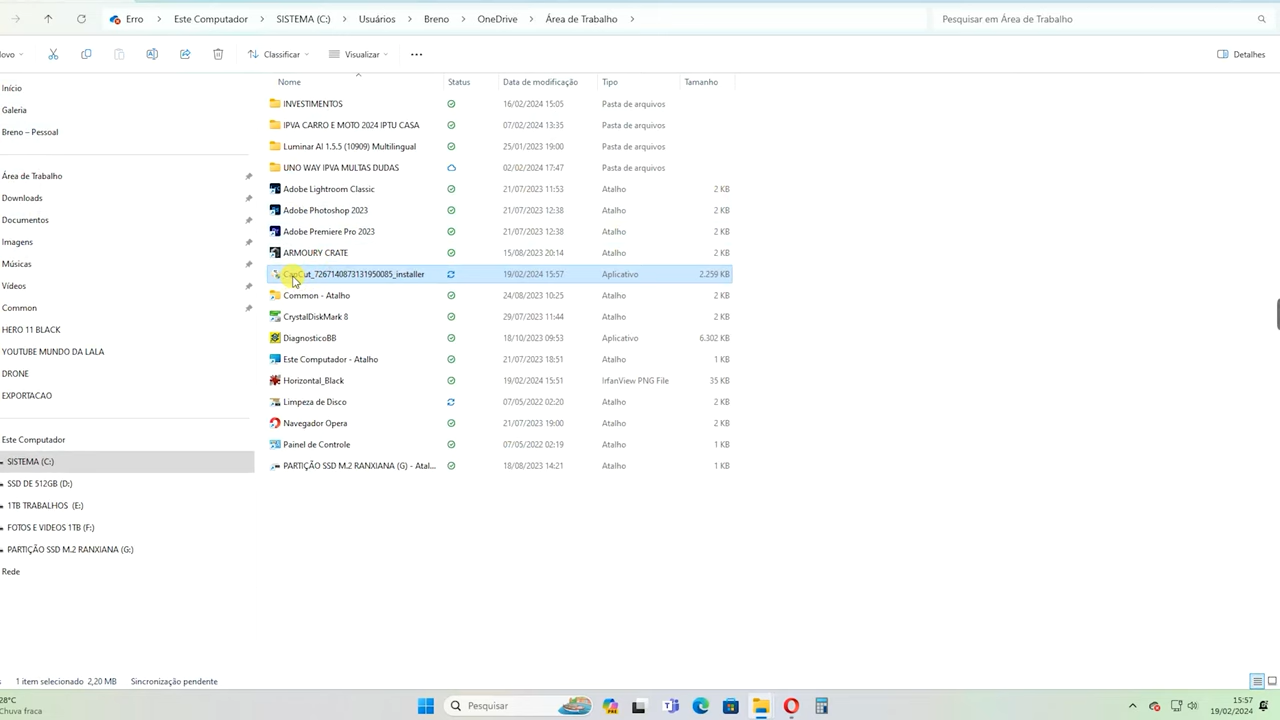 Erro > Este Computador > SISTEMA (C:) > Usuários > Breno > OneDrive > Área de Trabalho >
Pesquisar em Área de Trabalho
Classificar
Visualizar
Detalhes
Nome Status Data de modificação Tipo Tamanho
INVESTIMENTOS 16/02/2024 15:05 Pasta de arquivos
IPVA CARRO E MOTO 2024 IPTU CASA 07/02/2024 13:35 Pasta de arquivos
Luminar AI 1.5.5 (10909) Multilingual 25/01/2023 19:00 Pasta de arquivos
UNO WAY IPVA MULTAS DUDAS 02/02/2024 17:47 Pasta de arquivos
Adobe Lightroom Classic 21/07/2023 11:53 Atalho 2 KB
Adobe Photoshop 2023 21/07/2023 12:38 Atalho 2 KB
Adobe Premiere Pro 2023 21/07/2023 12:38 Atalho 2 KB
ARMOURY CRATE 15/08/2023 20:14 Atalho 2 KB
CapCut_7267140873131950085_installer 19/02/2024 15:57 Aplicativo 2.259 KB
Common - Atalho 24/08/2023 10:25 Atalho 2 KB
CrystalDiskMark 8 29/07/2023 11:44 Atalho 2 KB
DiagnosticoBB 18/10/2023 09:53 Aplicativo 6.302 KB
Este Computador - Atalho 21/07/2023 18:51 Atalho 1 KB
Horizontal_Black 19/02/2024 15:51 IrfanView PNG File 35 KB
Limpeza de Disco 07/05/2022 02:20 Atalho 2 KB
Navegador Opera 21/07/2023 19:00 Atalho 2 KB
Painel de Controle 07/05/2022 02:19 Atalho 1 KB
PARTIÇÃO SSD M.2 RANXIANA (G) - Atal... 18/08/2023 14:21 Atalho 1 KB
Início
Galeria
Breno – Pessoal
Área de Trabalho
Downloads
Documentos
Imagens
Músicas
Vídeos
Common
HERO 11 BLACK
YOUTUBE MUNDO DA LALA
DRONE
EXPORTACAO
Este Computador
SISTEMA (C:)
SSD DE 512GB (D:)
1TB TRABALHOS (E:)
FOTOS E VIDEOS 1TB (F:)
PARTIÇÃO SSD M.2 RANXIANA (G:)
Rede
1 item selecionado 2,20 MB Sincronização pendente
28°C
Chuva fraca
Pesquisar
15:57
19/02/2024